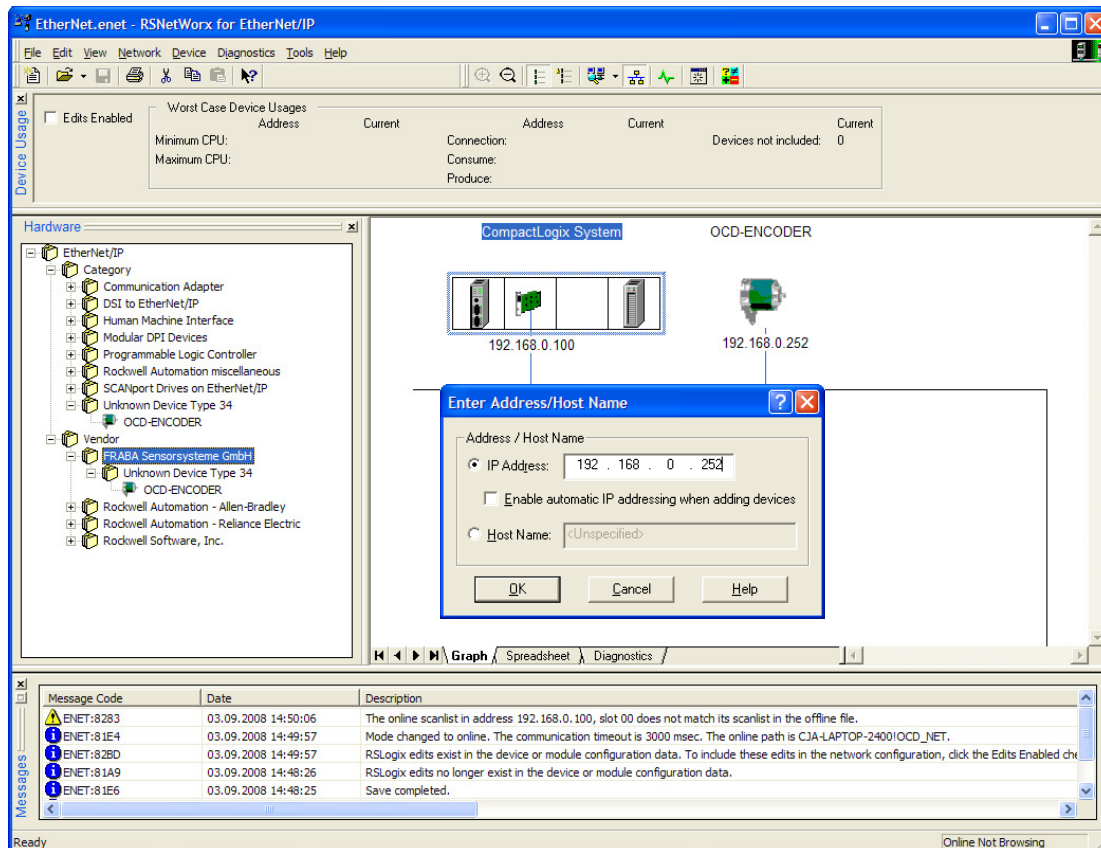 EtherNet.enet - RSNetWorx for EtherNet/IP
File Edit View Network Device Diagnostics Tools Help
Device Usage
Edits Enabled
Worst Case Device Usages
Address Current Address Current Current
Minimum CPU: Connection: Devices not included: 0
Maximum CPU: Consume:
Produce:
Hardware
EtherNet/IP
Category
Communication Adapter
DSI to EtherNet/IP
Human Machine Interface
Modular DPI Devices
Programmable Logic Controller
Rockwell Automation miscellaneous
SCANport Drives on EtherNet/IP
Unknown Device Type 34
OCD-ENCODER
Vendor
FRABA Sensorsysteme GmbH
Unknown Device Type 34
OCD-ENCODER
Rockwell Automation - Allen-Bradley
Rockwell Automation - Reliance Electric
Rockwell Software, Inc.
CompactLogix System OCD-ENCODER
192.168.0.100 192.168.0.252
Enter Address/Host Name
Address / Host Name
IP Address: 192 . 168 . 0 . 252
Enable automatic IP addressing when adding devices
Host Name: <Unspecified>
OK Cancel Help
Graph Spreadsheet Diagnostics
Messages
Message Code Date Description
ENET:8283 03.09.2008 14:50:06 The online scanlist in address 192.168.0.100, slot 00 does not match its scanlist in the offline file.
ENET:81E4 03.09.2008 14:49:57 Mode changed to online. The communication timeout is 3000 msec. The online path is CJA-LAPTOP-2400!OCD_NET.
ENET:82BD 03.09.2008 14:49:57 RSLogix edits exist in the device or module configuration data. To include these edits in the network configuration, click the Edits Enabled che
ENET:81A9 03.09.2008 14:48:26 RSLogix edits no longer exist in the device or module configuration data.
ENET:81E6 03.09.2008 14:48:25 Save completed.
Ready Online Not Browsing